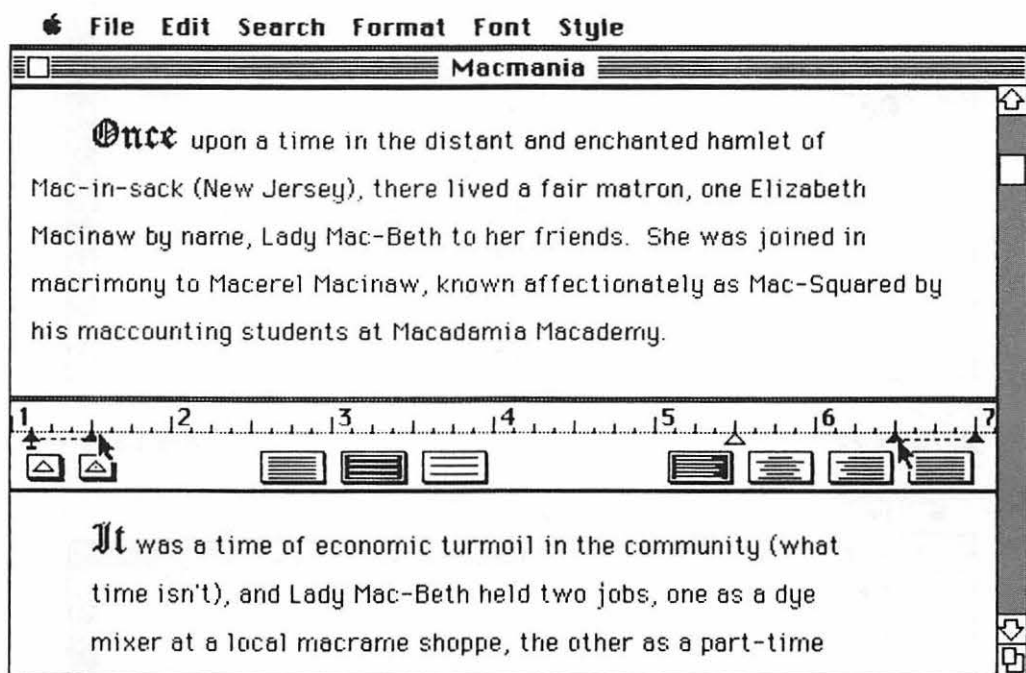 File Edit Search Format Font Style
Macmania
Once upon a time in the distant and enchanted hamlet of
Mac-in-sack (New Jersey), there lived a fair matron, one Elizabeth
Macinaw by name, Lady Mac-Beth to her friends.  She was joined in
macrimony to Macerel Macinaw, known affectionately as Mac-Squared by
his maccounting students at Macadamia Macademy.
1 2 3 4 5 6 7
It was a time of economic turmoil in the community (what
time isn't), and Lady Mac-Beth held two jobs, one as a dye
mixer at a local macrame shoppe, the other as a part-time